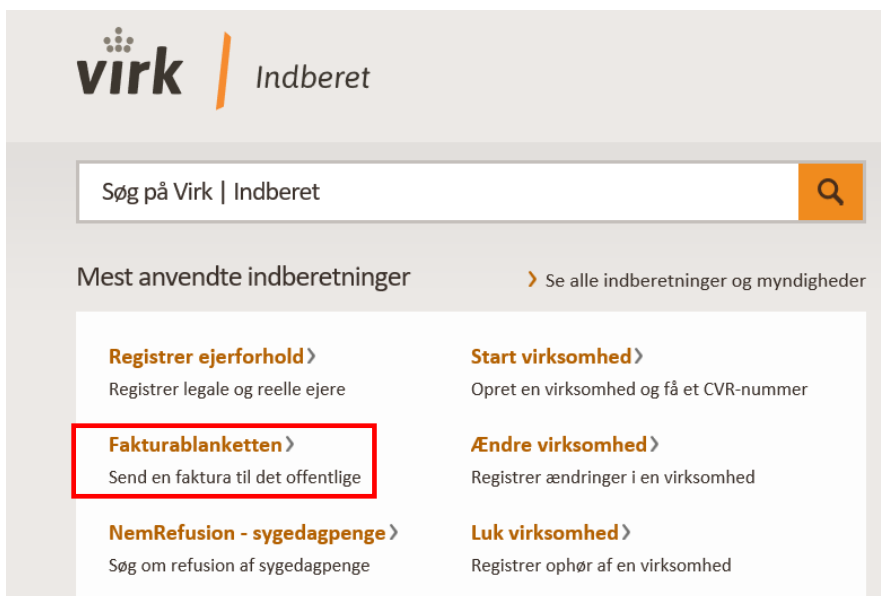 virk
Indberet
Søg på Virk | Indberet
Mest anvendte indberetninger
Se alle indberetninger og myndigheder
Registrer ejerforhold
Registrer legale og reelle ejere
Start virksomhed
Opret en virksomhed og få et CVR-nummer
Fakturablanketten
Send en faktura til det offentlige
Ændre virksomhed
Registrer ændringer i en virksomhed
NemRefusion - sygedagpenge
Søg om refusion af sygedagpenge
Luk virksomhed
Registrer ophør af en virksomhed